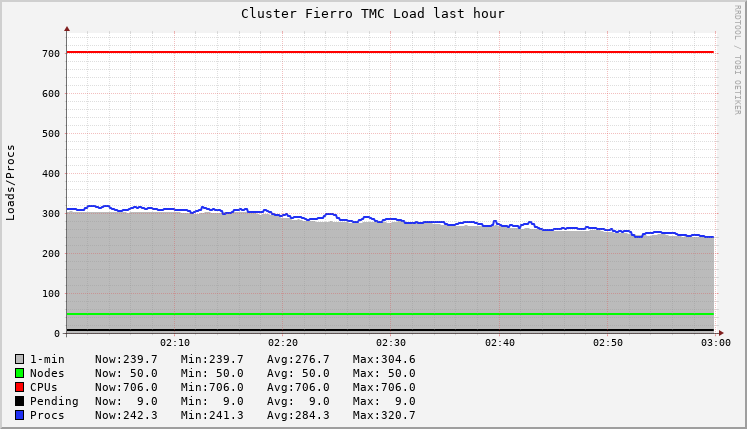 Cluster Fierro TMC Load last hour
RRDTOOL / TOBI OETIKER
Loads/Procs
700
600
500
400
300
200
100
0
02:10 02:20 02:30 02:40 02:50 03:00
1-min Now:239.7 Min:239.7 Avg:276.7 Max:304.6
Nodes Now: 50.0 Min: 50.0 Avg: 50.0 Max: 50.0
CPUs Now:706.0 Min:706.0 Avg:706.0 Max:706.0
Pending Now: 9.0 Min: 9.0 Avg: 9.0 Max: 9.0
Procs Now:242.3 Min:241.3 Avg:284.3 Max:320.7